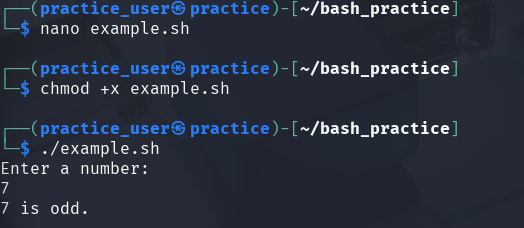 ┌──(practice_user㉿practice)-[~/bash_practice]
└─$ nano example.sh
┌──(practice_user㉿practice)-[~/bash_practice]
└─$ chmod +x example.sh
┌──(practice_user㉿practice)-[~/bash_practice]
└─$ ./example.sh
Enter a number:
7
7 is odd.